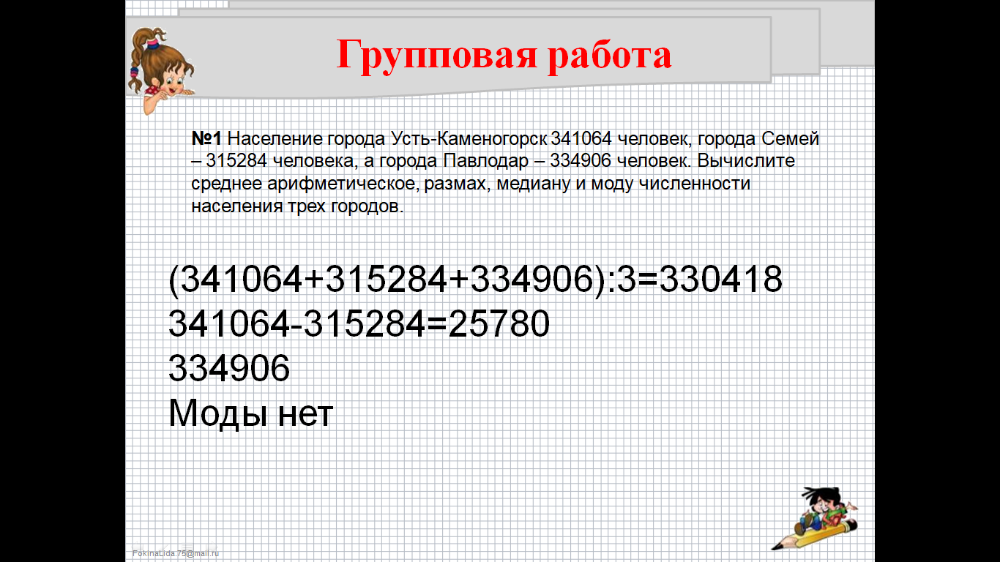 Групповая работа
№1 Население города Усть-Каменогорск 341064 человек, города Семей
– 315284 человека, а города Павлодар – 334906 человек. Вычислите
среднее арифметическое, размах, медиану и моду численности
населения трех городов.
(341064+315284+334906):3=330418
341064-315284=25780
334906
Моды нет
FokinaLida.75@mail.ru